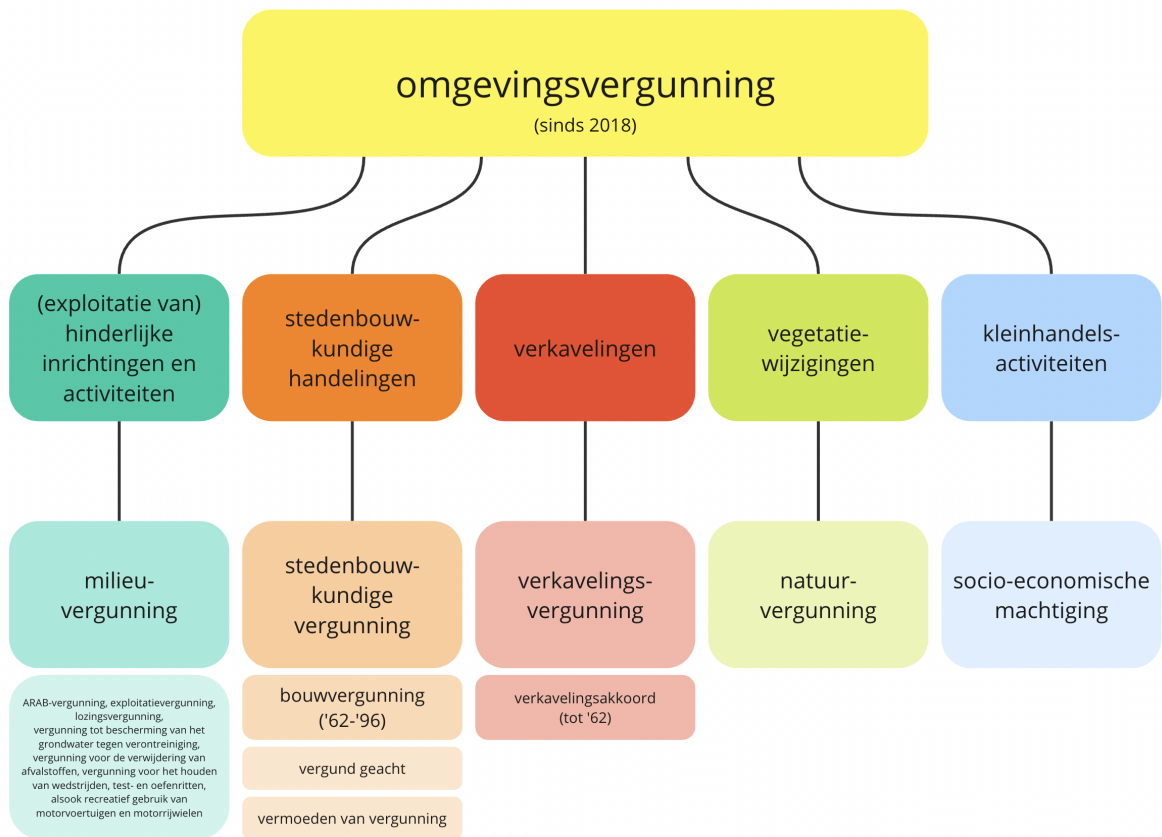 omgevingsvergunning
(sinds 2018)
(exploitatie van)
hinderlijke
inrichtingen en
activiteiten
stedenbouw-
kundige
handelingen
verkavelingen
vegetatie-
wijzigingen
kleinhandels-
activiteiten
milieu-
vergunning
stedenbouw-
kundige
vergunning
verkavelings-
vergunning
natuur-
vergunning
socio-economische
machtiging
ARAB-vergunning, exploitatievergunning,
lozingsvergunning,
vergunning tot bescherming van het
grondwater tegen verontreiniging,
vergunning voor de verwijdering van
afvalstoffen, vergunning voor het houden
van wedstrijden, test- en oefenritten,
alsook recreatief gebruik van
motorvoertuigen en motorrijwielen
bouwvergunning
('62-'96)
vergund geacht
vermoeden van vergunning
verkavelingsakkoord
(tot '62)